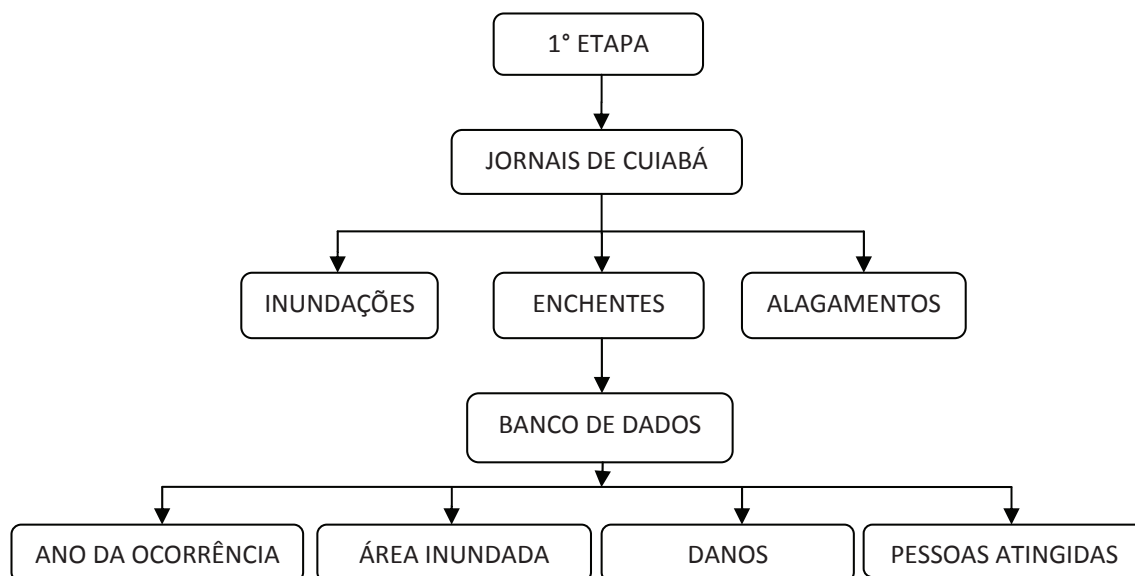 1° ETAPA
JORNAIS DE CUIABÁ
INUNDAÇÕES
ENCHENTES
ALAGAMENTOS
BANCO DE DADOS
ANO DA OCORRÊNCIA
ÁREA INUNDADA
DANOS
PESSOAS ATINGIDAS